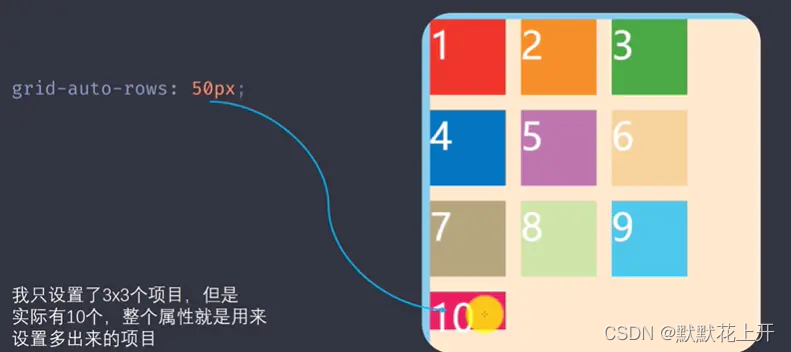 grid-auto-rows: 50px;
1 2 3
4 5 6
7 8 9
10
我只设置了3x3个项目，但是
实际有10个，整个属性就是用来
设置多出来的项目
CSDN @默默花上开